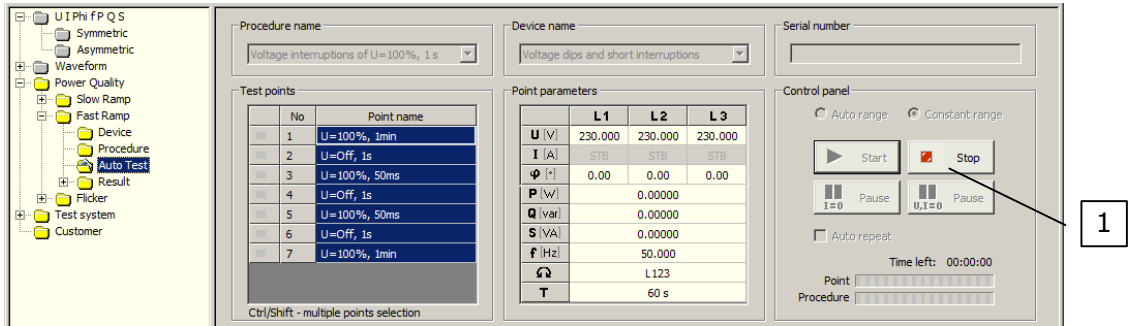 U I Phi f P Q S
Symmetric
Asymmetric
Waveform
Power Quality
Slow Ramp
Fast Ramp
Device
Procedure
Auto Test
Result
Flicker
Test system
Customer
Procedure name
Voltage interruptions of U=100%, 1 s
Device name
Voltage dips and short interruptions
Serial number
Test points
No Point name
1 U=100%, 1min
2 U=Off, 1s
3 U=100%, 50ms
4 U=Off, 1s
5 U=100%, 50ms
6 U=Off, 1s
7 U=100%, 1min
Ctrl/Shift - multiple points selection
Point parameters
L1 L2 L3
U [V] 230.000 230.000 230.000
I [A] STB STB STB
φ [°] 0.00 0.00 0.00
P [W] 0.00000
Q [var] 0.00000
S [VA] 0.00000
f [Hz] 50.000
L123
T 60 s
Control panel
Auto range Constant range
Start Stop
I=0 Pause U,I=0 Pause
Auto repeat
Time left: 00:00:00
Point
Procedure
1